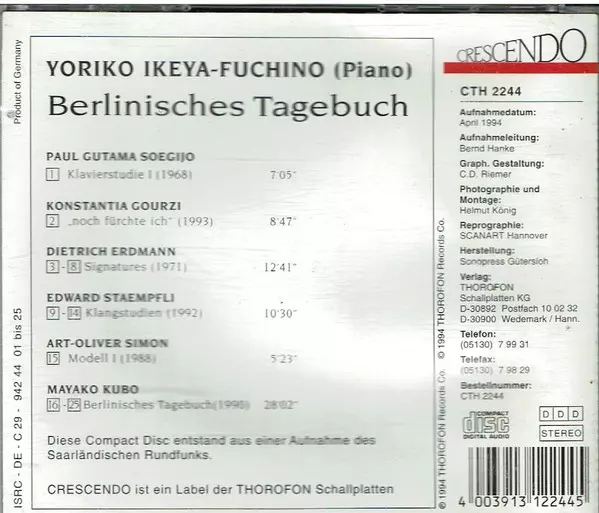 Product of Germany
ISRC - DE - C 29 - 942 44 01 bis 25
YORIKO IKEYA-FUCHINO (Piano)
Berlinisches Tagebuch
PAUL GUTAMA SOEGIJO
1 Klavierstudie I (1968) 7'05"
KONSTANTIA GOURZI
2 „noch fürchte ich" (1993) 8'47"
DIETRICH ERDMANN
3 - 8 Signatures (1971) 12'41"
EDWARD STAEMPFLI
9 - 14 Klangstudien (1992) 10'30"
ART-OLIVER SIMON
15 Modell I (1988) 5'23"
MAYAKO KUBO
16 - 25 Berlinisches Tagebuch(1990) 28'02"
Diese Compact Disc entstand aus einer Aufnahme des
Saarländischen Rundfunks.
CRESCENDO ist ein Label der THOROFON Schallplatten
© 1994 THOROFON Records Co.
℗ 1994 THOROFON Records Co.
CRESCENDO
CTH 2244
Aufnahmedatum:
April 1994
Aufnahmeleitung:
Bernd Hanke
Graph. Gestaltung:
C.D. Riemer
Photographie und
Montage:
Helmut König
Reprographie:
SCANART Hannover
Herstellung:
Sonopress Gütersloh
Verlag:
THOROFON
Schallplatten KG
D-30892 Postfach 10 02 32
D-30900 Wedemark / Hann.
Telefon:
(05130) 7 99 31
Telefax:
(05130) 7 98 29
Bestellnummer:
CTH 2244
COMPACT
disc
DIGITAL AUDIO
D D D
STEREO
4 003913 122445